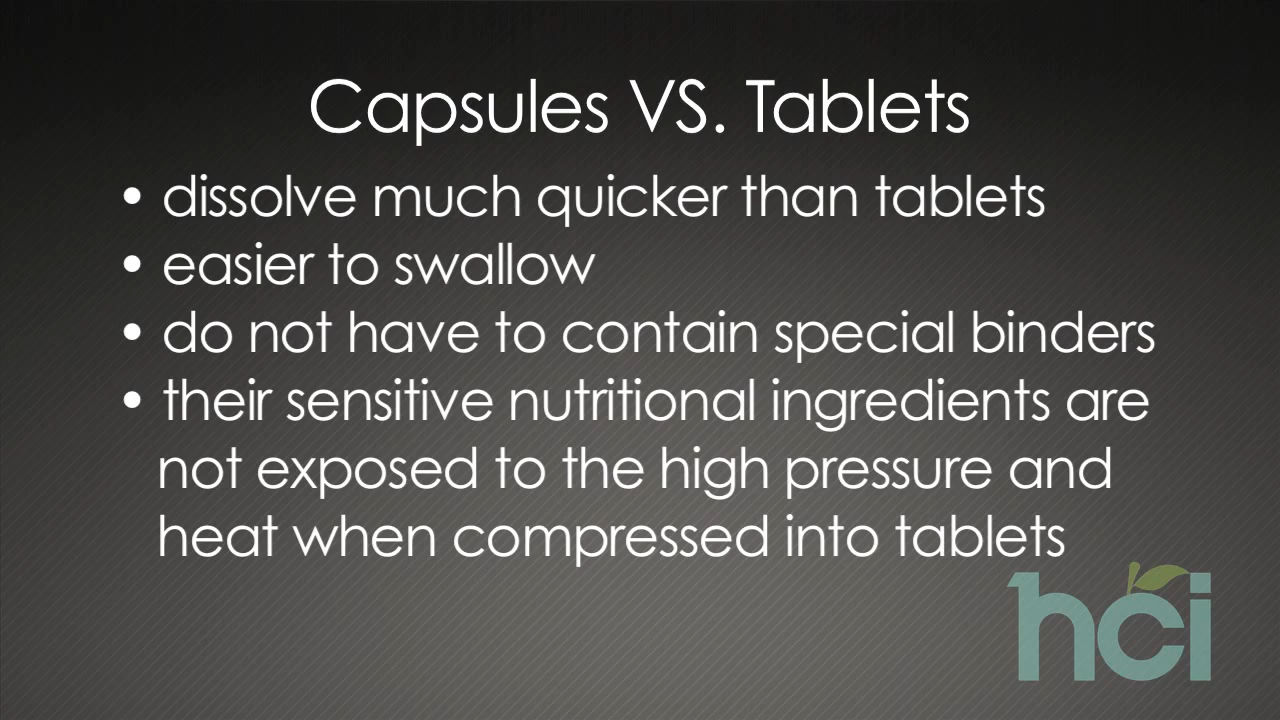 Capsules VS. Tablets
• dissolve much quicker than tablets
• easier to swallow
• do not have to contain special binders
• their sensitive nutritional ingredients are
not exposed to the high pressure and
heat when compressed into tablets
hci